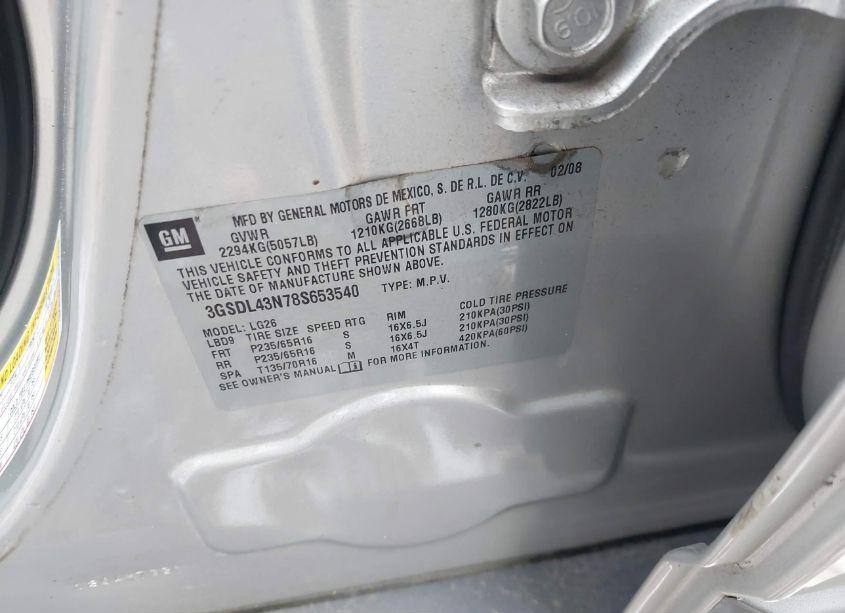 GM
MFD BY GENERAL MOTORS DE MEXICO, S. DE R.L. DE C.V. 02/08
GVWR GAWR FRT GAWR RR
2294KG(5057LB) 1210KG(2668LB) 1280KG(2822LB)
THIS VEHICLE CONFORMS TO ALL APPLICABLE U.S. FEDERAL MOTOR
VEHICLE SAFETY AND THEFT PREVENTION STANDARDS IN EFFECT ON
THE DATE OF MANUFACTURE SHOWN ABOVE.
3GSDL43N78S653540 TYPE: M.P.V.
MODEL: LG26
LBD9 TIRE SIZE SPEED RTG RIM COLD TIRE PRESSURE
FRT P235/65R16 S 16X6.5J 210KPA(30PSI)
RR P235/65R16 S 16X6.5J 210KPA(30PSI)
SPA T135/70R16 M 16X4T 420KPA(60PSI)
SEE OWNER'S MANUAL FOR MORE INFORMATION.